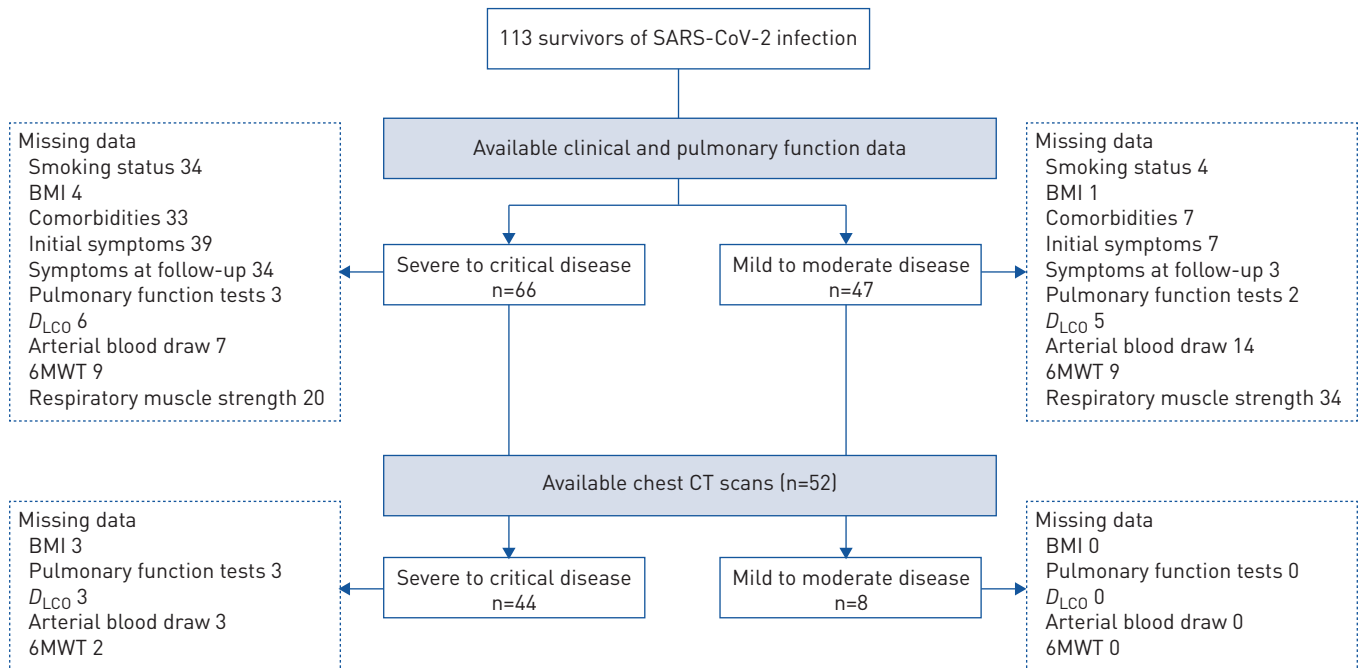 113 survivors of SARS-CoV-2 infection
Available clinical and pulmonary function data
Missing data
Smoking status 34
BMI 4
Comorbidities 33
Initial symptoms 39
Symptoms at follow-up 34
Pulmonary function tests 3
DLCO 6
Arterial blood draw 7
6MWT 9
Respiratory muscle strength 20
Severe to critical disease
n=66
Mild to moderate disease
n=47
Missing data
Smoking status 4
BMI 1
Comorbidities 7
Initial symptoms 7
Symptoms at follow-up 3
Pulmonary function tests 2
DLCO 5
Arterial blood draw 14
6MWT 9
Respiratory muscle strength 34
Available chest CT scans (n=52)
Missing data
BMI 3
Pulmonary function tests 3
DLCO 3
Arterial blood draw 3
6MWT 2
Severe to critical disease
n=44
Mild to moderate disease
n=8
Missing data
BMI 0
Pulmonary function tests 0
DLCO 0
Arterial blood draw 0
6MWT 0